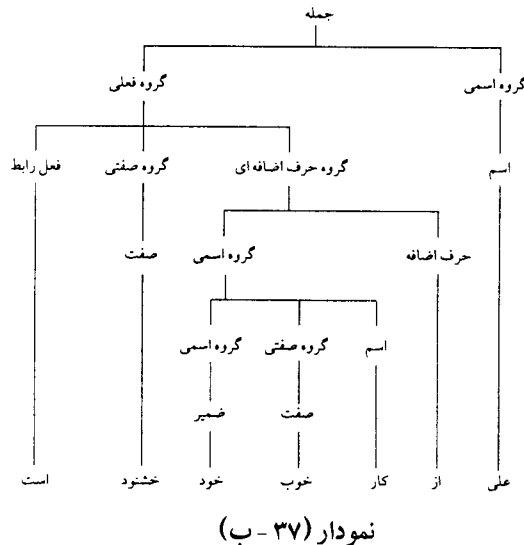 جمله
گروه اسمی گروه فعلی
اسم گروه حرف اضافه ای گروه صفتی فعل رابط
حرف اضافه گروه اسمی صفت
اسم گروه صفتی گروه اسمی
صفت ضمیر
علی از کار خوب خود خشنود است
نمودار (۳۷ - ب)